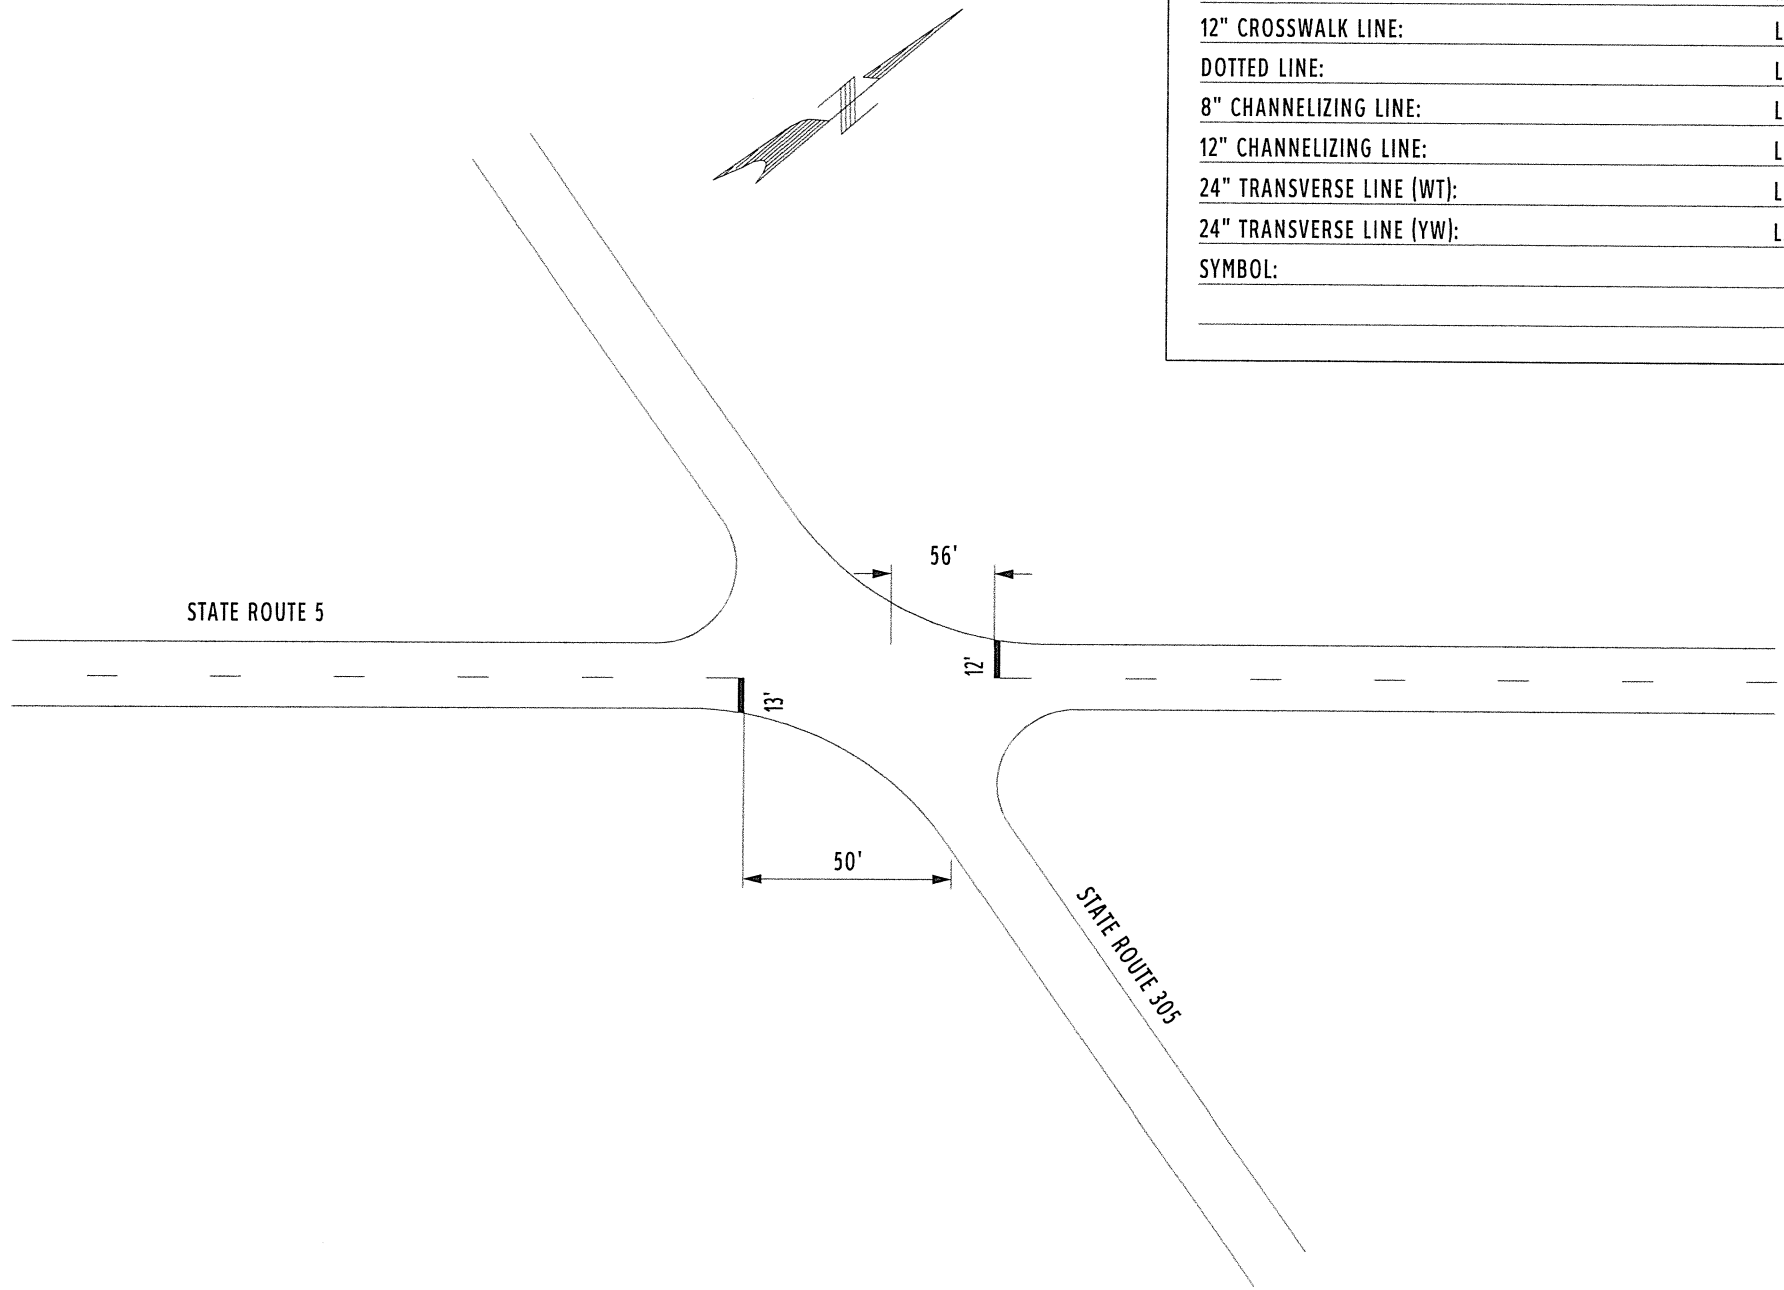 12" CROSSWALK LINE: L
DOTTED LINE: L
8" CHANNELIZING LINE: L
12" CHANNELIZING LINE: L
24" TRANSVERSE LINE (WT): L
24" TRANSVERSE LINE (YW): L
SYMBOL:
56'
STATE ROUTE 5
12'
13'
50'
STATE ROUTE 305